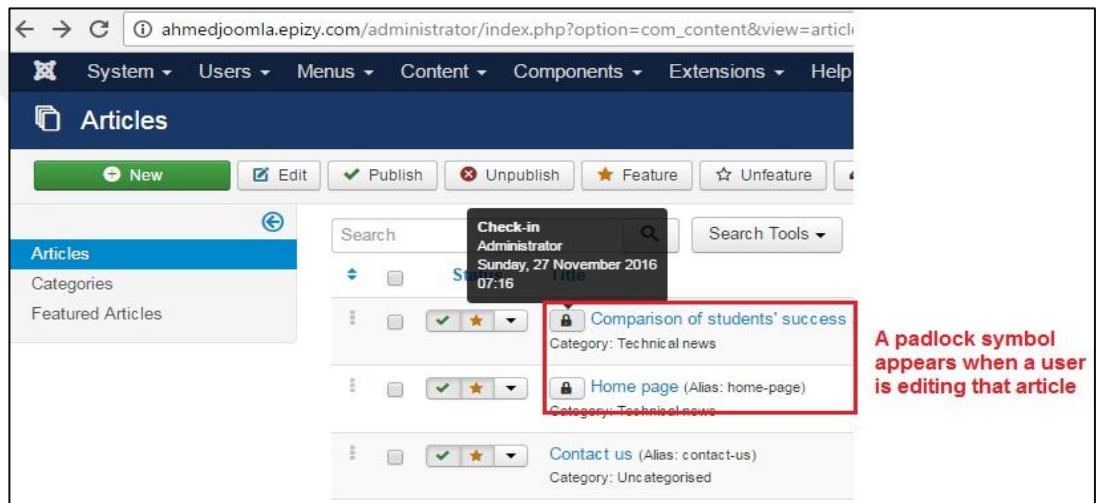 ahmedjoomla.epizy.com/administrator/index.php?option=com_content&view=articl
System Users Menus Content Components Extensions Help
Articles
New Edit Publish Unpublish Feature Unfeature
Search
Check-in
Administrator
Sunday, 27 November 2016
07:16
Search Tools
Articles
Categories
Featured Articles
Comparison of students' success
Category: Technical news
Home page (Alias: home-page)
Category: Technical news
Contact us (Alias: contact-us)
Category: Uncategorised
A padlock symbol
appears when a user
is editing that article